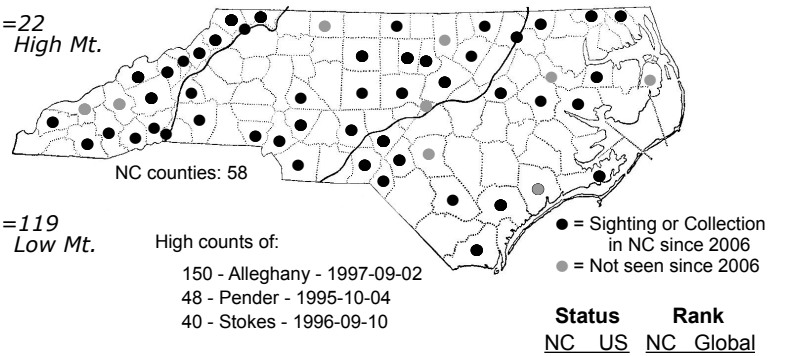 =22
High Mt.
NC counties: 58
=119
Low Mt.
High counts of:
150 - Alleghany - 1997-09-02
48 - Pender - 1995-10-04
40 - Stokes - 1996-09-10
= Sighting or Collection
in NC since 2006
= Not seen since 2006
Status Rank
NC US NC Global